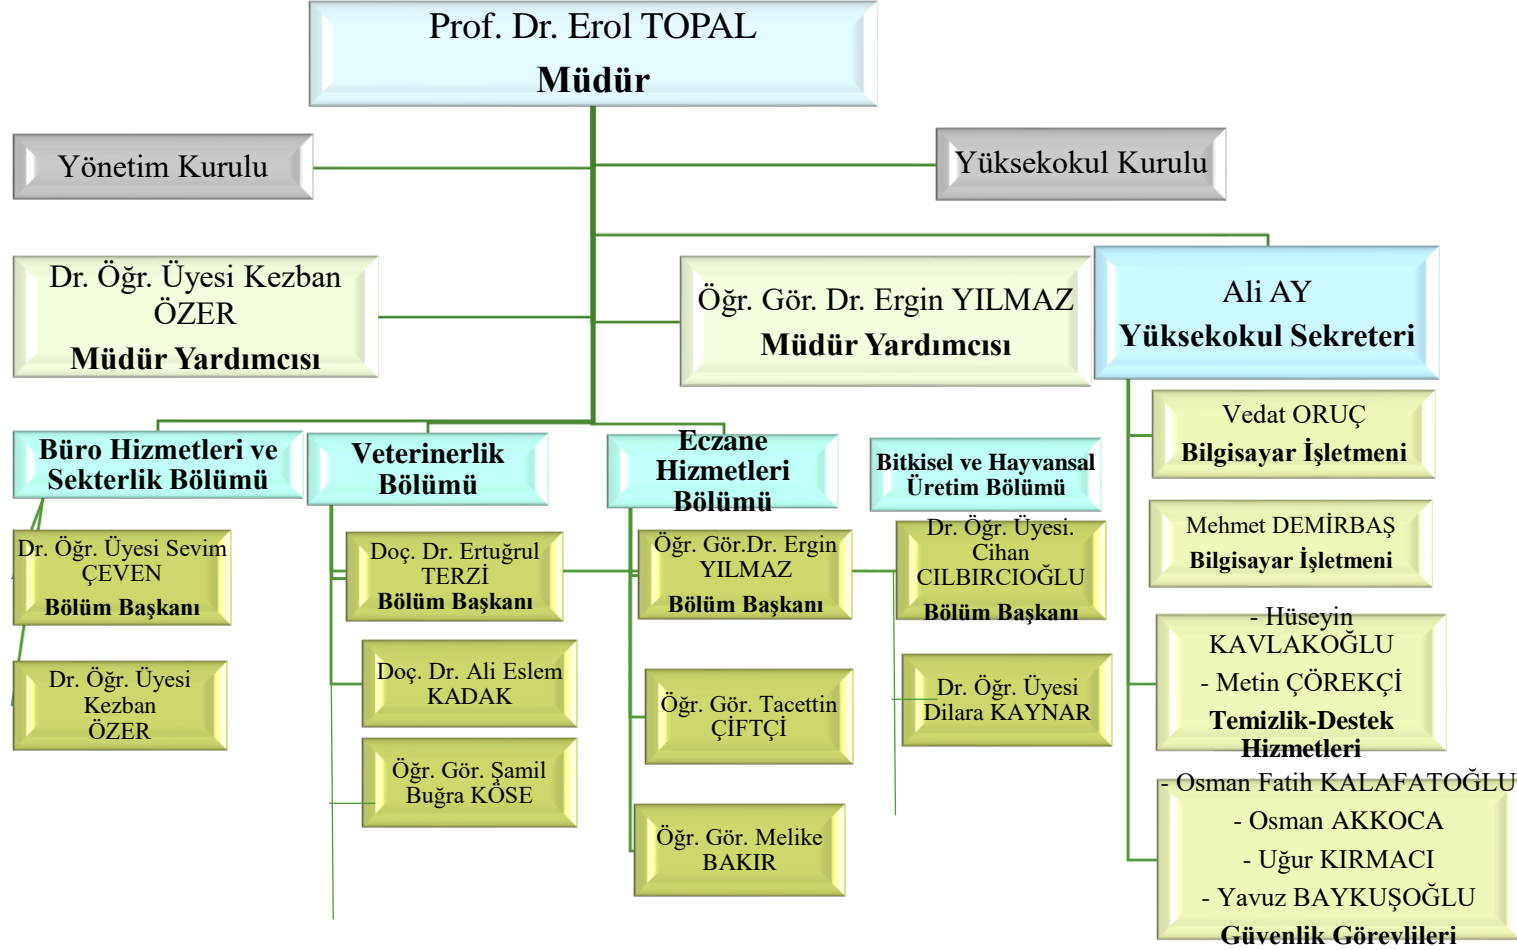 Prof. Dr. Erol TOPAL
Müdür
Yönetim Kurulu
Yüksekokul Kurulu
Dr. Öğr. Üyesi Kezban
ÖZER
Müdür Yardımcısı
Öğr. Gör. Dr. Ergin YILMAZ
Müdür Yardımcısı
Ali AY
Yüksekokul Sekreteri
Büro Hizmetleri ve
Sekterlik Bölümü
Dr. Öğr. Üyesi Sevim
ÇEVEN
Bölüm Başkanı
Dr. Öğr. Üyesi
Kezban
ÖZER
Veterinerlik
Bölümü
Doç. Dr. Ertuğrul
TERZİ
Bölüm Başkanı
Doç. Dr. Ali Eslem
KADAK
Öğr. Gör. Şamil
Buğra KÖSE
Eczane
Hizmetleri
Bölümü
Öğr. Gör.Dr. Ergin
YILMAZ
Bölüm Başkanı
Öğr. Gör. Tacettin
ÇİFTÇİ
Öğr. Gör. Melike
BAKIR
Bitkisel ve Hayvansal
Üretim Bölümü
Dr. Öğr. Üyesi.
Cihan
CILBIRCIOĞLU
Bölüm Başkanı
Dr. Öğr. Üyesi
Dilara KAYNAR
Vedat ORUÇ
Bilgisayar İşletmeni
Mehmet DEMİRBAŞ
Bilgisayar İşletmeni
- Hüseyin
KAVLAKOĞLU
- Metin ÇÖREKÇİ
Temizlik-Destek
Hizmetleri
- Osman Fatih KALAFATOĞLU
- Osman AKKOCA
- Uğur KIRMACI
- Yavuz BAYKUŞOĞLU
Güvenlik Görevlileri